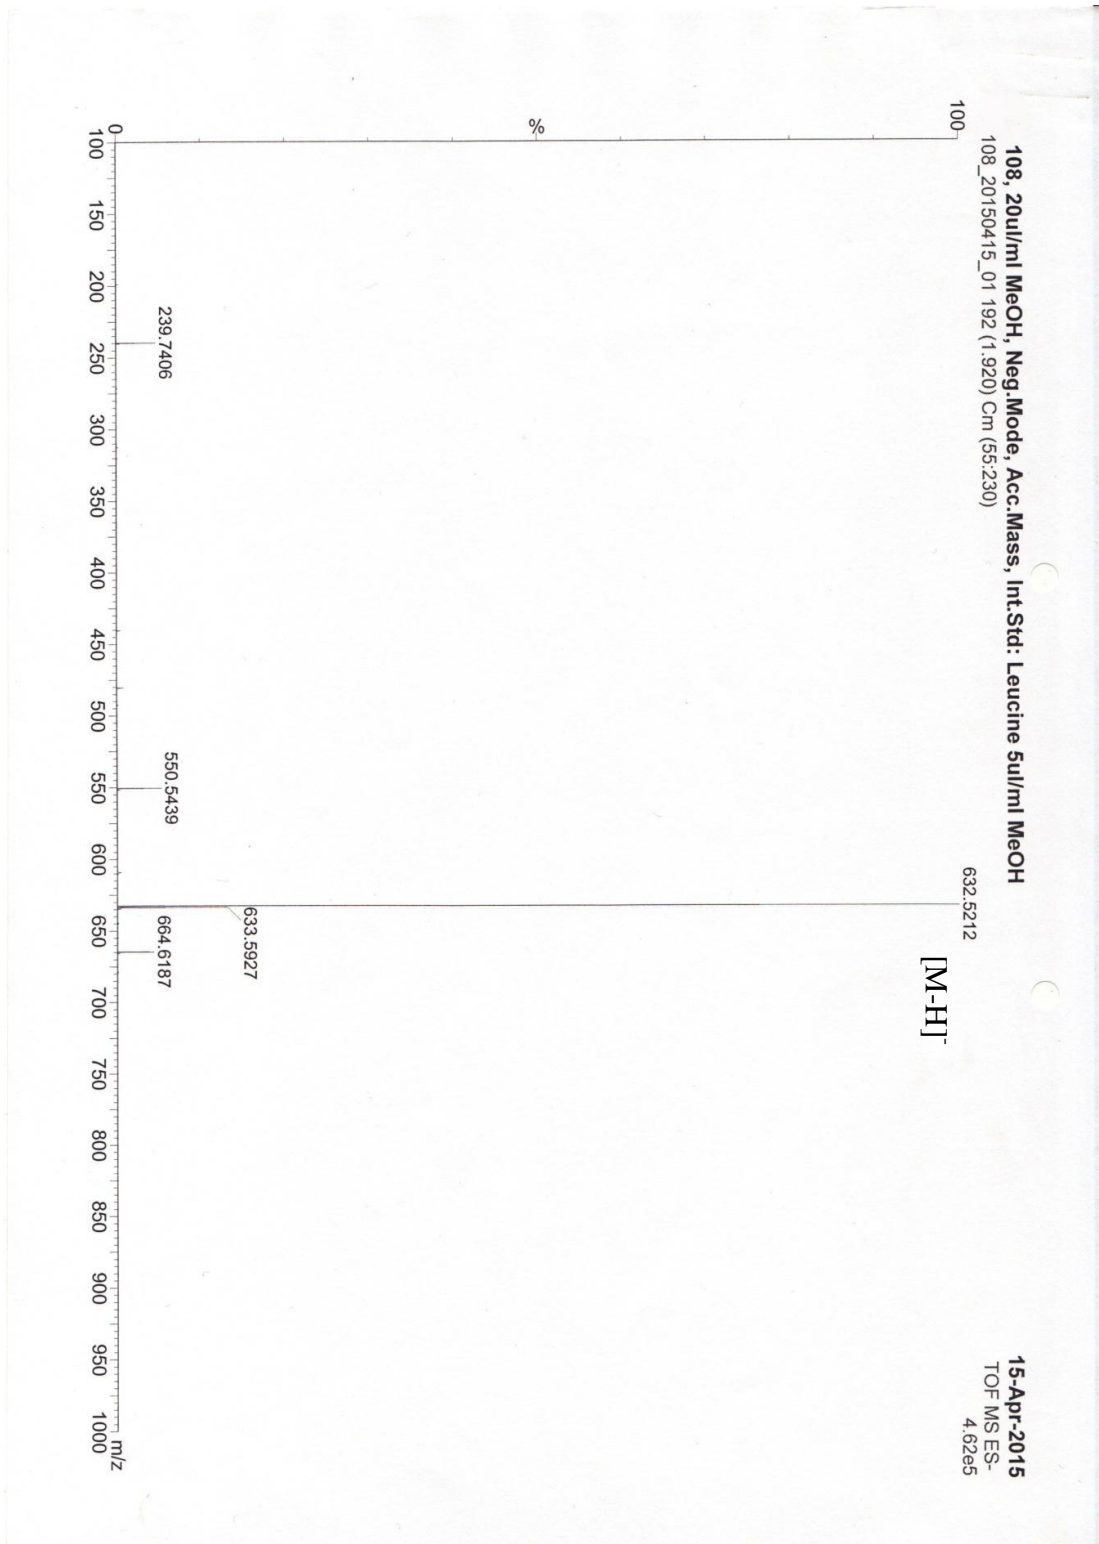 108, 20ul/ml MeOH, Neg.Mode, Acc.Mass, Int.Std: Leucine 5ul/ml MeOH
15-Apr-2015
108_20150415_01 192 (1.920) Cm (55:230)
TOF MS ES-
4.62e5
100
632.5212
[M-H]-
%
633.5927
239.7406
550.5439
664.6187
0
100 150 200 250 300 350 400 450 500 550 600 650 700 750 800 850 900 950 1000
m/z